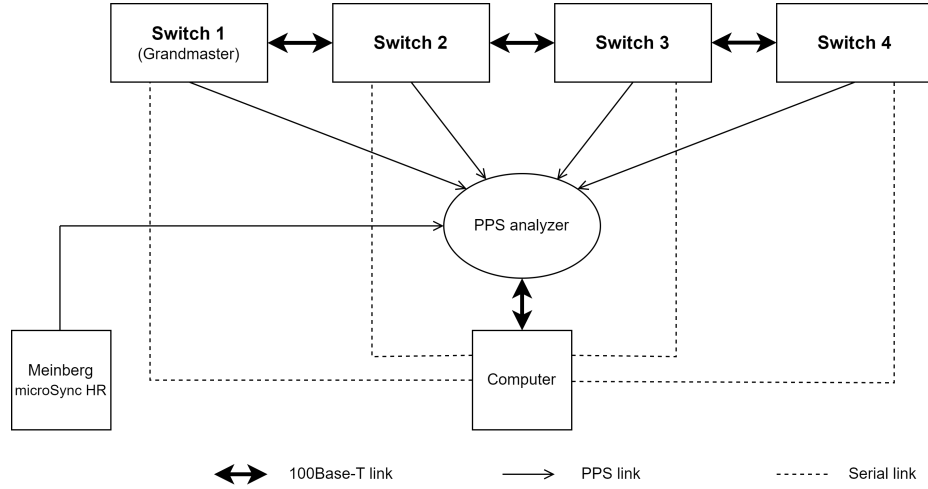 Switch 1
(Grandmaster)
Switch 2
Switch 3
Switch 4
PPS analyzer
Meinberg
microSync HR
Computer
100Base-T link
PPS link
Serial link